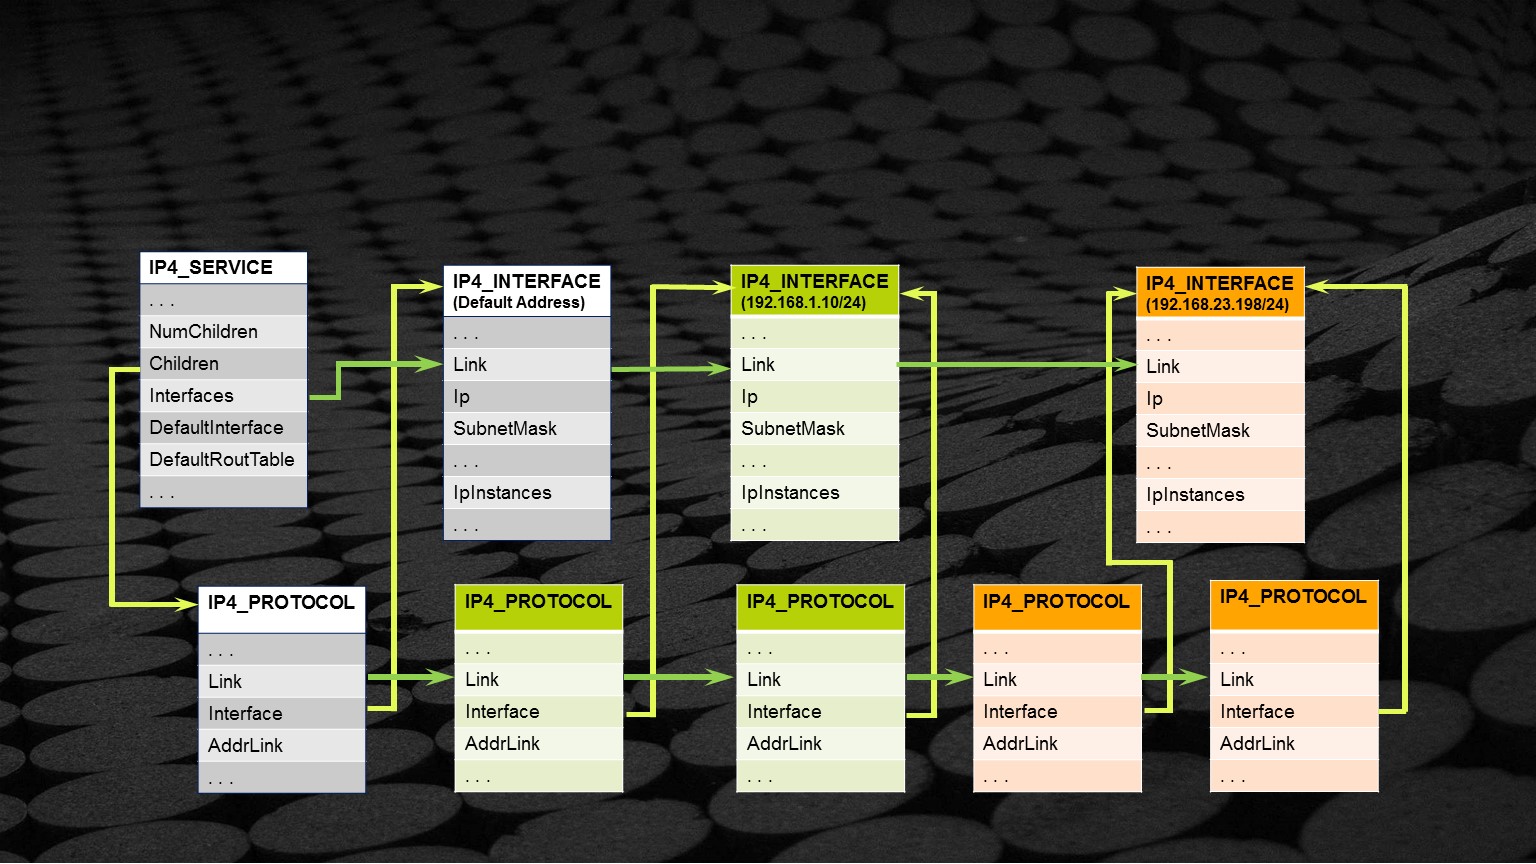 IP4_SERVICE
. . .
NumChildren
Children
Interfaces
DefaultInterface
DefaultRoutTable
. . .
IP4_INTERFACE
(Default Address)
. . .
Link
Ip
SubnetMask
. . .
IpInstances
. . .
IP4_INTERFACE
(192.168.1.10/24)
. . .
Link
Ip
SubnetMask
. . .
IpInstances
. . .
IP4_INTERFACE
(192.168.23.198/24)
. . .
Link
Ip
SubnetMask
. . .
IpInstances
. . .
IP4_PROTOCOL
. . .
Link
Interface
AddrLink
. . .
IP4_PROTOCOL
. . .
Link
Interface
AddrLink
. . .
IP4_PROTOCOL
. . .
Link
Interface
AddrLink
. . .
IP4_PROTOCOL
. . .
Link
Interface
AddrLink
. . .
IP4_PROTOCOL
. . .
Link
Interface
AddrLink
. . .